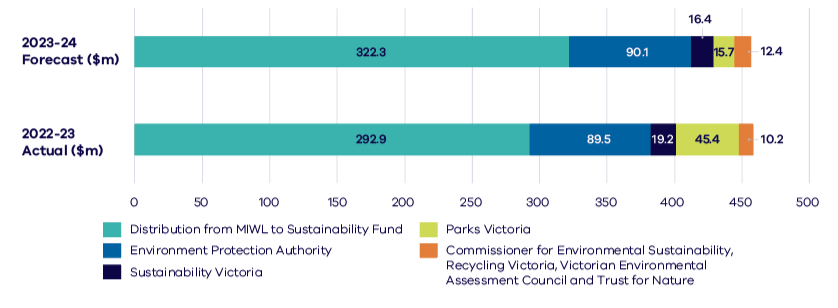 16.4
2023-24
Forecast ($m)
322.3
90.1
15.7
12.4
2022-23
Actual ($m)
292.9
89.5
19.2
45.4
10.2
0
50
100
150
200
250
300
350
400
450
500
Distribution from MIWL to Sustainability Fund
Environment Protection Authority
Sustainability Victoria
Parks Victoria
Commissioner for Environmental Sustainability,
Recycling Victoria, Victorian Environmental
Assessment Council and Trust for Nature